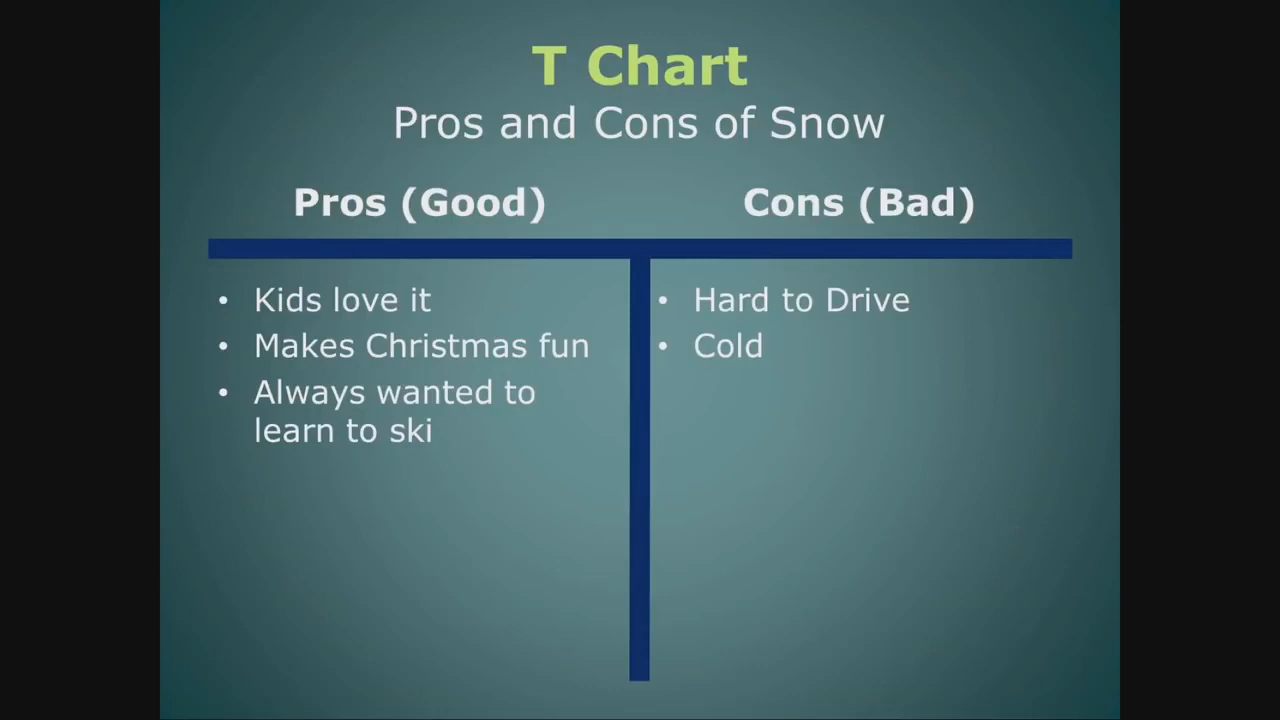 T Chart
Pros and Cons of Snow
Pros (Good)
Cons (Bad)
• Kids love it
• Makes Christmas fun
• Always wanted to
learn to ski
• Hard to Drive
• Cold